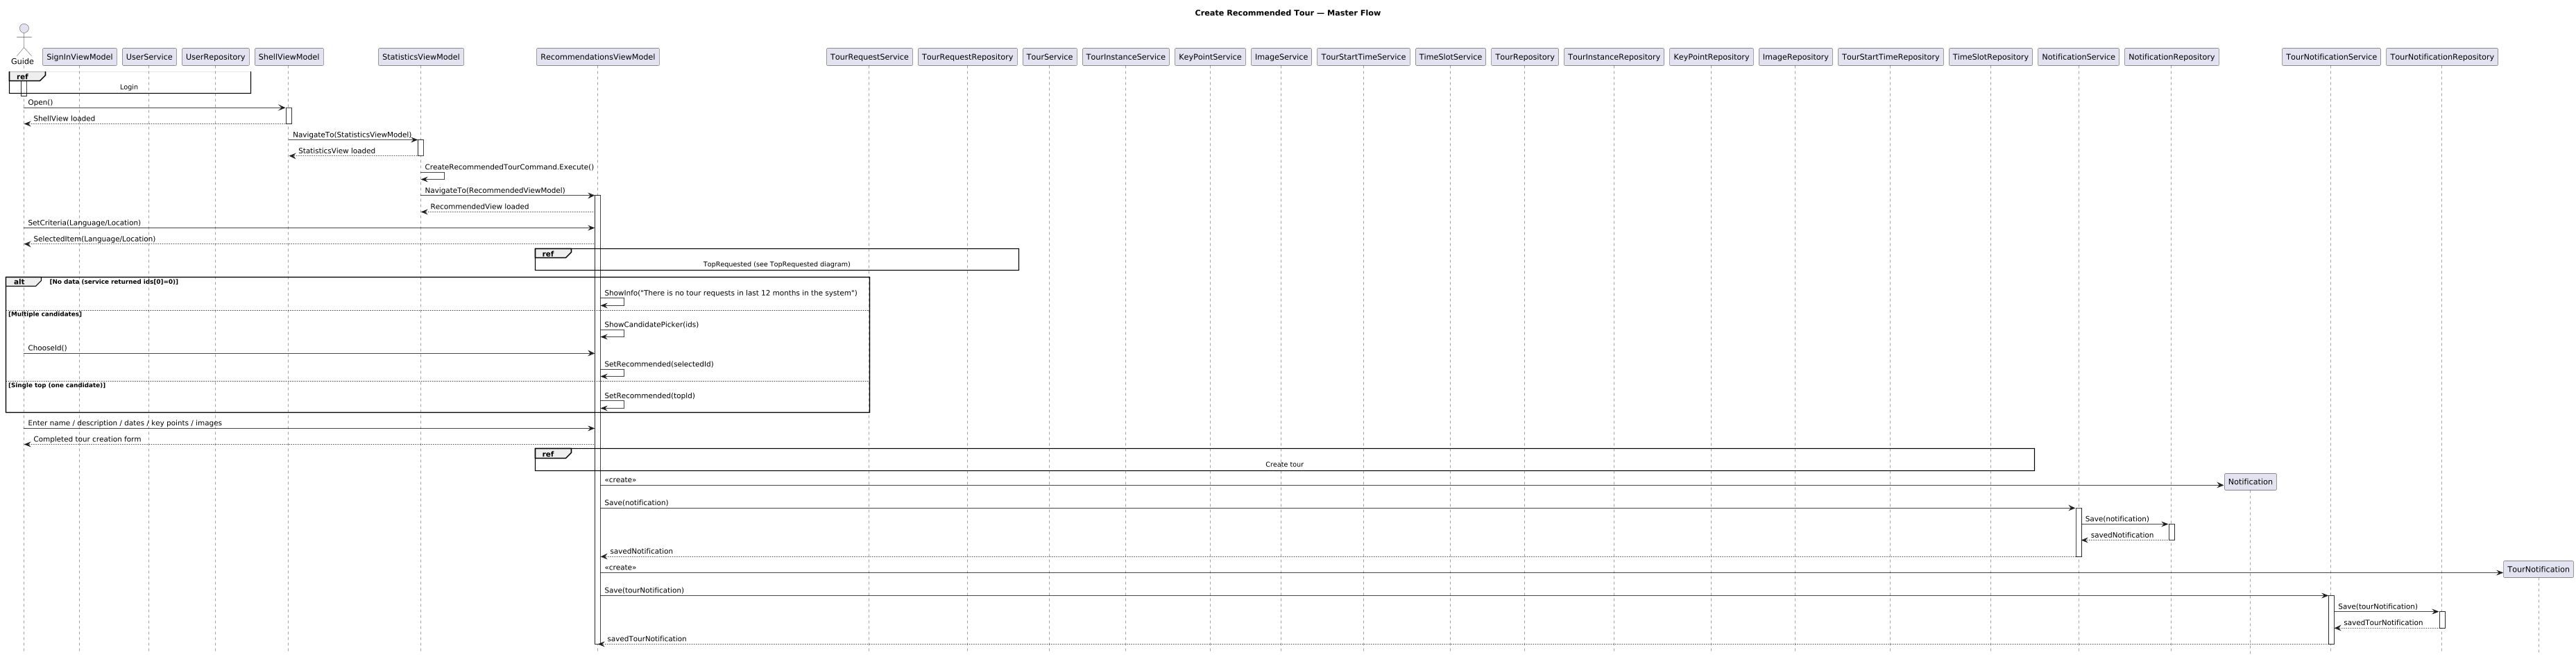 Create Recommended Tour — Master Flow
Guide
SignInViewModel
UserService
UserRepository
ShellViewModel
StatisticsViewModel
RecommendationsViewModel
TourRequestService
TourRequestRepository
TourService
TourInstanceService
KeyPointService
ImageService
TourStartTimeService
TimeSlotService
TourRepository
TourInstanceRepository
KeyPointRepository
ImageRepository
TourStartTimeRepository
TimeSlotRepository
NotificationService
NotificationRepository
TourNotificationService
TourNotificationRepository
ref
Login
Open()
ShellView loaded
NavigateTo(StatisticsViewModel)
StatisticsView loaded
CreateRecommendedTourCommand.Execute()
NavigateTo(RecommendedViewModel)
RecommendedView loaded
SetCriteria(Language/Location)
SelectedItem(Language/Location)
ref
TopRequested (see TopRequested diagram)
alt
[No data (service returned ids[0]=0)]
ShowInfo("There is no tour requests in last 12 months in the system")
[Multiple candidates]
ShowCandidatePicker(ids)
ChooseId()
SetRecommended(selectedId)
[Single top (one candidate)]
SetRecommended(topId)
Enter name / description / dates / key points / images
Completed tour creation form
ref
Create tour
«create»
Notification
Save(notification)
Save(notification)
savedNotification
savedNotification
«create»
TourNotification
Save(tourNotification)
Save(tourNotification)
savedTourNotification
savedTourNotification